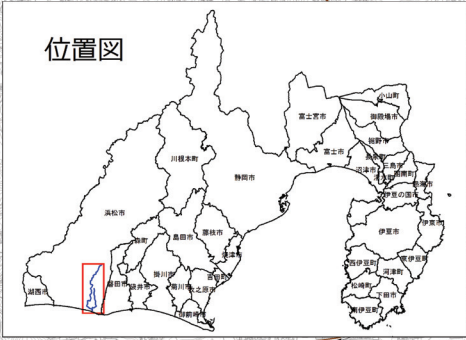 位置図
小山町
御殿場市
富士宮市
裾野市
富士市
長泉町
三島市
川根本町
沼津市
函南町
清水町
熱海市
静岡市
伊豆の国市
浜松市
伊東市
伊豆市
藤枝市
島田市
森町
焼津市
西伊豆町
東伊豆町
掛川市
吉田町
河津町
湖西市
磐田市
袋井市
菊川市
牧之原市
松崎町
下田市
御前崎市
南伊豆町